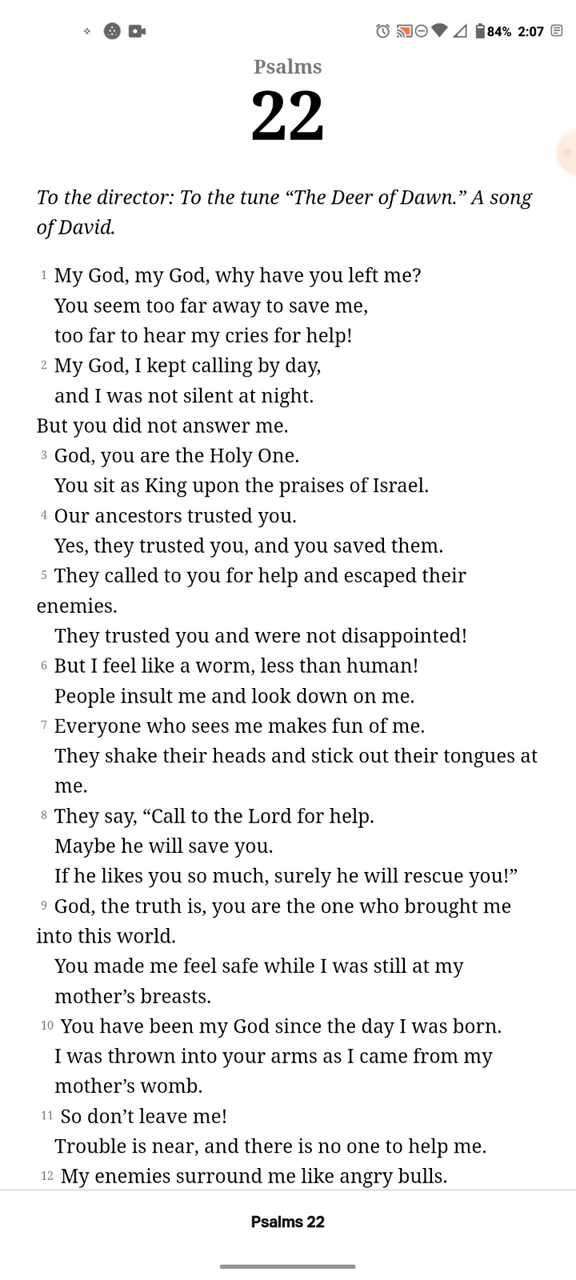 84% 2:07
Psalms
22
To the director: To the tune “The Deer of Dawn.” A song
of David.
1 My God, my God, why have you left me?
You seem too far away to save me,
too far to hear my cries for help!
2 My God, I kept calling by day,
and I was not silent at night.
But you did not answer me.
3 God, you are the Holy One.
You sit as King upon the praises of Israel.
4 Our ancestors trusted you.
Yes, they trusted you, and you saved them.
5 They called to you for help and escaped their
enemies.
They trusted you and were not disappointed!
6 But I feel like a worm, less than human!
People insult me and look down on me.
7 Everyone who sees me makes fun of me.
They shake their heads and stick out their tongues at
me.
8 They say, “Call to the Lord for help.
Maybe he will save you.
If he likes you so much, surely he will rescue you!”
9 God, the truth is, you are the one who brought me
into this world.
You made me feel safe while I was still at my
mother’s breasts.
10 You have been my God since the day I was born.
I was thrown into your arms as I came from my
mother’s womb.
11 So don’t leave me!
Trouble is near, and there is no one to help me.
12 My enemies surround me like angry bulls.
Psalms 22